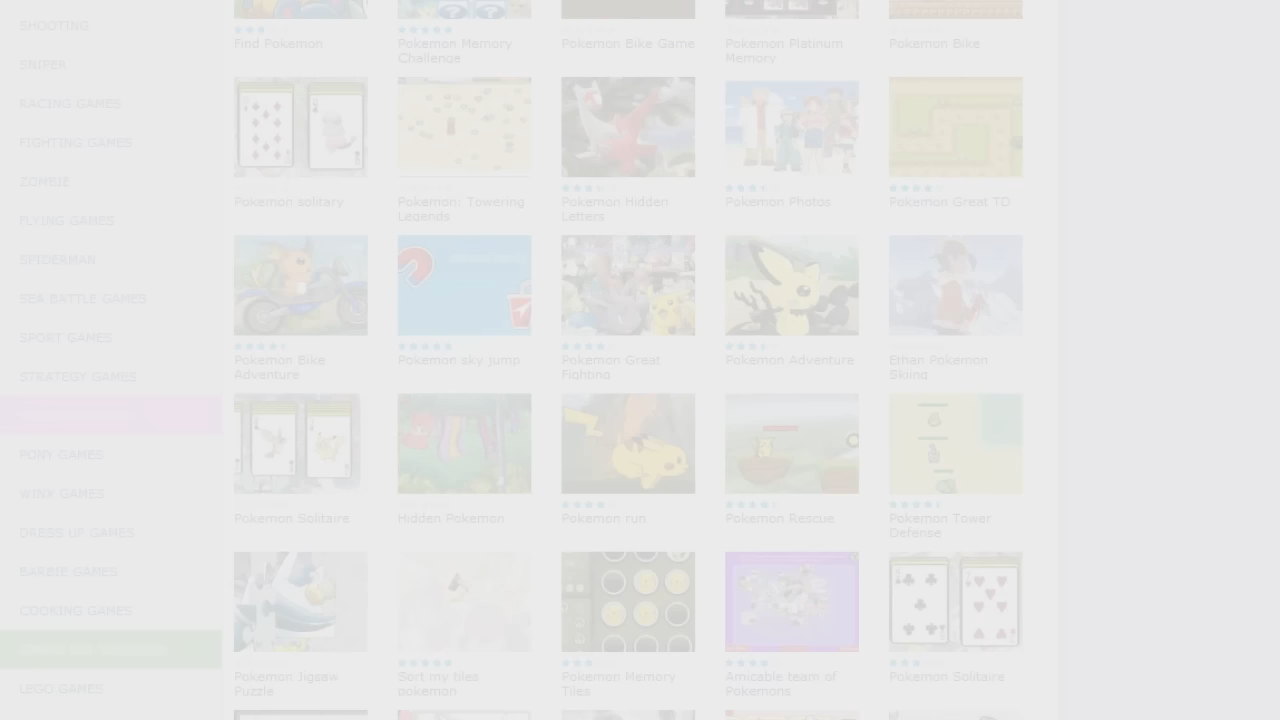 SHOOTING
SNIPER
RACING GAMES
FIGHTING GAMES
ZOMBIE
FLYING GAMES
SPIDERMAN
SEA BATTLE GAMES
SPORT GAMES
STRATEGY GAMES
PONY GAMES
WINX GAMES
DRESS UP GAMES
BARBIE GAMES
COOKING GAMES
LEGO GAMES
Find Pokemon
Pokemon Memory
Challenge
Pokemon Bike Game
Pokemon Platinum
Memory
Pokemon Bike
Pokemon solitary
Pokemon: Towering
Legends
Pokemon Hidden
Letters
Pokemon Photos
Pokemon Great TD
Pokemon Bike
Adventure
Pokemon sky jump
Pokemon Great
Fighting
Pokemon Adventure
Ethan Pokemon
Skiing
Pokemon Solitaire
Hidden Pokemon
Pokemon run
Pokemon Rescue
Pokemon Tower
Defense
Pokemon Jigsaw
Puzzle
Sort my tiles
pokemon
Pokemon Memory
Tiles
Amicable team of
Pokemons
Pokemon Solitaire